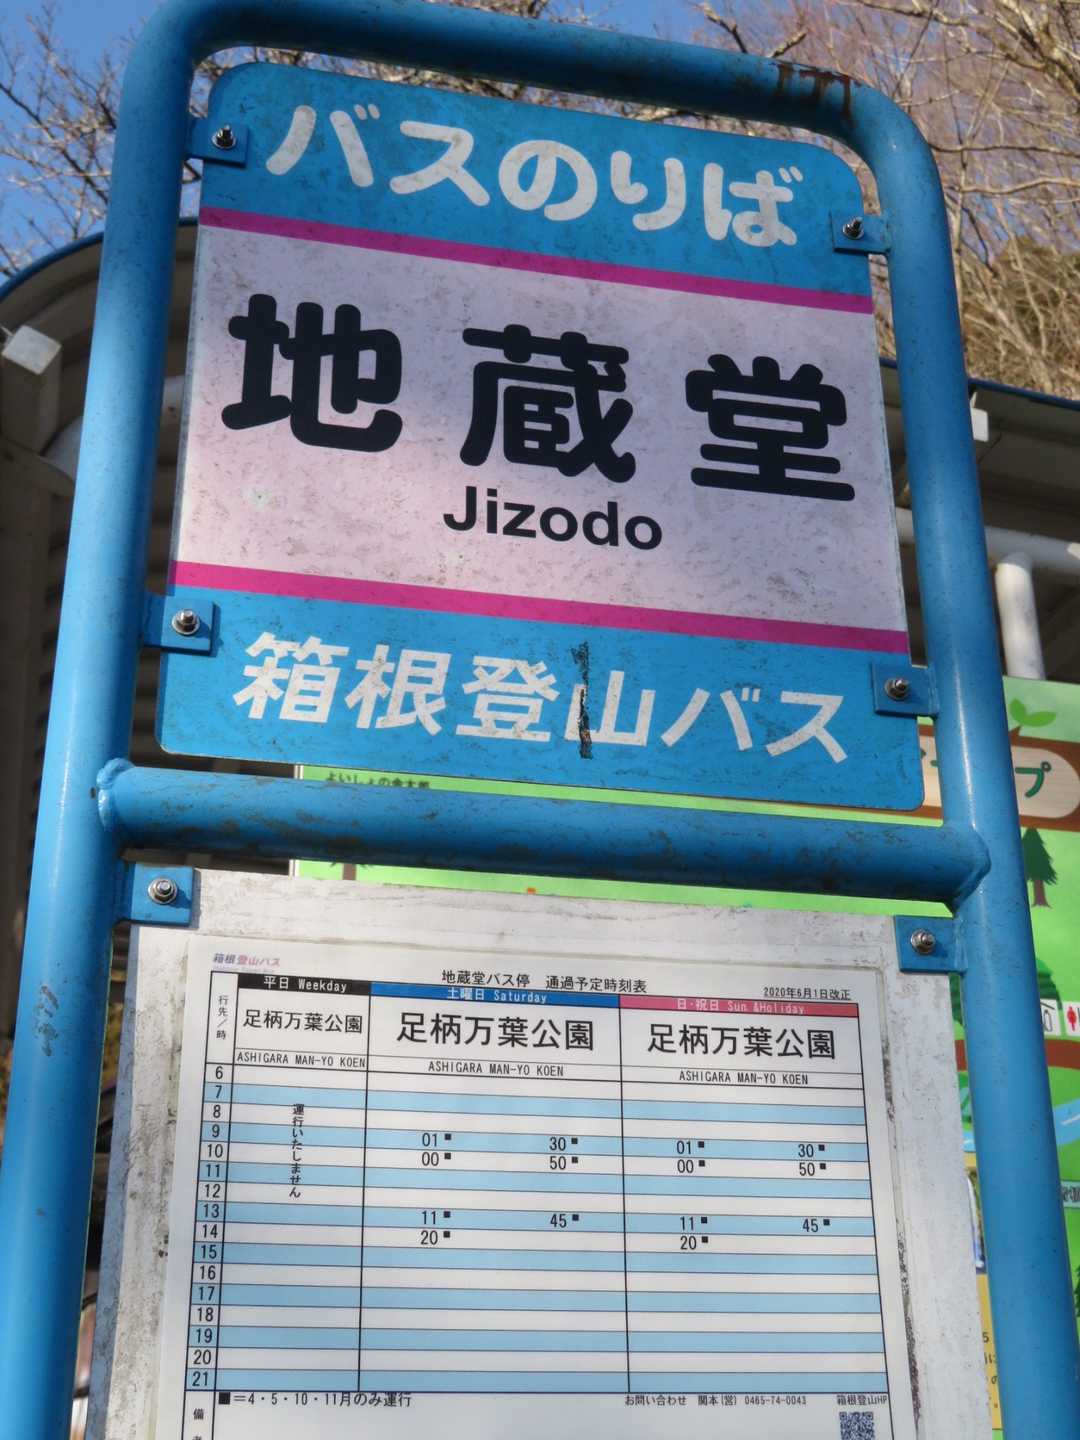 バスのりば
地蔵堂
Jizodo
箱根登山バス
箱根登山バス
地蔵堂バス停 通過予定時刻表
2020年6月1日改正
行先/時
平日 Weekday
土曜日 Saturday
日・祝日 Sun &Holiday
足柄万葉公園 足柄万葉公園 足柄万葉公園
ASHIGARA MAN-YO KOEN ASHIGARA MAN-YO KOEN ASHIGARA MAN-YO KOEN
運行いたしません
6
7
8
9 01■ 30■ 01■ 30■
10 00■ 50■ 00■ 50■
11
12
13 11■ 45■ 11■ 45■
14 20■ 20■
15
16
17
18
19
20
21
備
■=4・5・10・11月のみ運行
お問い合わせ 関本(営) 0465-74-0043
箱根登山HP